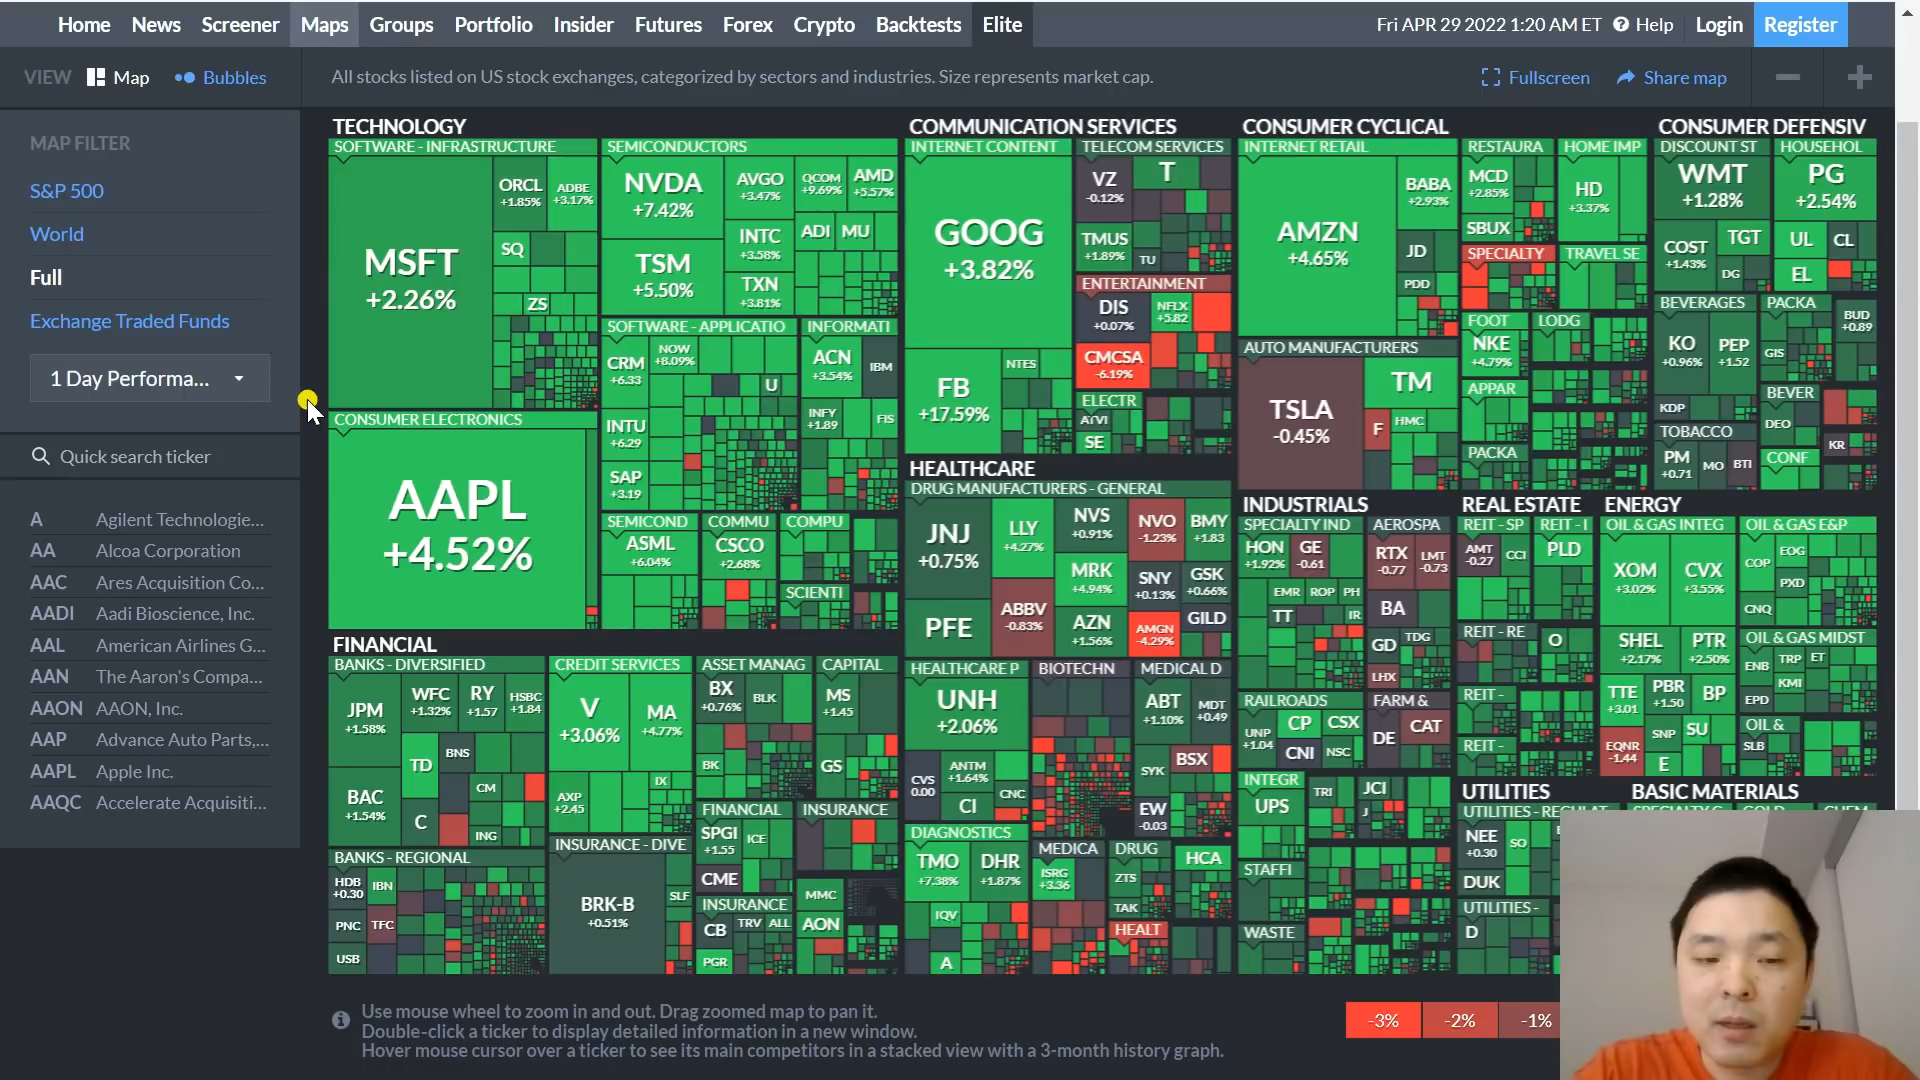 Home News Screener Maps Groups Portfolio Insider Futures Forex Crypto Backtests Elite Fri APR 29 2022 1:20 AM ET Help Login Register
VIEW Map Bubbles All stocks listed on US stock exchanges, categorized by sectors and industries. Size represents market cap. Fullscreen Share map
MAP FILTER
S&P 500
World
Full
Exchange Traded Funds
1 Day Performa...
Quick search ticker
A Agilent Technologie...
AA Alcoa Corporation
AAC Ares Acquisition Co...
AADI Aadi Bioscience, Inc.
AAL American Airlines G...
AAN The Aaron's Compa...
AAON AAON, Inc.
AAP Advance Auto Parts,...
AAPL Apple Inc.
AAQC Accelerate Acquisiti...
TECHNOLOGY
SOFTWARE - INFRASTRUCTURE
MSFT
+2.26%
ORCL
+1.85%
ADBE
+3.17%
SQ
ZS
CONSUMER ELECTRONICS
AAPL
+4.52%
SEMICONDUCTORS
NVDA
+7.42%
TSM
+5.50%
AVGO
+3.47%
QCOM
+9.69%
AMD
+5.57%
INTC
+3.58%
ADI
MU
TXN
+3.81%
SOFTWARE - APPLICATIO
CRM
+6.33
NOW
+8.09%
U
INTU
+6.29
SAP
+3.19
INFORMATI
ACN
+3.54%
IBM
INFY
+1.89
FIS
SEMICOND
ASML
+6.04%
COMMU
CSCO
+2.68%
COMPU
SCIENTI
COMMUNICATION SERVICES
INTERNET CONTENT
GOOG
+3.82%
FB
+17.59%
NTES
TELECOM SERVICES
VZ
-0.12%
T
TMUS
+1.89%
TU
ENTERTAINMENT
DIS
+0.07%
NFLX
+5.82
CMCSA
-6.19%
ELECTR
ATVI
SE
CONSUMER CYCLICAL
INTERNET RETAIL
AMZN
+4.65%
BABA
+2.93%
JD
PDD
AUTO MANUFACTURERS
TSLA
-0.45%
TM
F
HMC
RESTAURA
MCD
+2.85%
SBUX
HOME IMP
HD
+3.37%
SPECIALTY
TRAVEL SE
FOOT
NKE
+4.79%
LODG
APPAR
PACKA
CONSUMER DEFENSIV
DISCOUNT ST
WMT
+1.28%
COST
+1.43%
TGT
DG
HOUSEHOL
PG
+2.54%
UL
CL
EL
BEVERAGES
KO
+0.96%
PEP
+1.52
KDP
PACKA
GIS
BUD
+0.89
BEVER
DEO
KR
TOBACCO
PM
+0.71
MO
BTI
CONF
HEALTHCARE
DRUG MANUFACTURERS - GENERAL
JNJ
+0.75%
LLY
+4.27%
NVS
+0.91%
NVO
-1.23%
BMY
+1.83
PFE
ABBV
-0.83%
MRK
+4.94%
SNY
+0.13%
GSK
+0.66%
AZN
+1.56%
AMGN
-4.29%
GILD
HEALTHCARE P
UNH
+2.06%
CVS
0.00
ANTM
+1.64%
CI
CNC
BIOTECHN
MEDICAL D
ABT
+1.10%
MDT
+0.49
SYK
BSX
EW
-0.03
DIAGNOSTICS
TMO
+7.38%
DHR
+1.87%
IQV
A
MEDICA
ISRG
+3.36
DRUG
ZTS
TAK
HCA
HEALT
INDUSTRIALS
SPECIALTY IND
HON
+1.92%
GE
-0.61
EMR
ROP
PH
TT
IR
AEROSPA
RTX
-0.77
LMT
-0.73
BA
GD
TDG
LHX
RAILROADS
UNP
+1.04
CP
CSX
CNI
NSC
FARM &
DE
CAT
INTEGR
UPS
TRI
JCI
J
STAFFI
WASTE
REAL ESTATE
REIT - SP
AMT
-0.27
CCI
REIT - I
PLD
REIT - RE
O
REIT -
REIT -
ENERGY
OIL & GAS INTEG
XOM
+3.02%
CVX
+3.55%
SHEL
+2.17%
PTR
+2.50%
TTE
+3.01
PBR
+1.50
BP
EQNR
-1.44
SNP
SU
E
OIL & GAS E&P
COP
EOG
PXD
CNQ
OIL & GAS MIDST
ENB
TRP
ET
KMI
EPD
OIL &
SLB
UTILITIES
NEE
+0.30
SO
DUK
UTILITIES -
D
BASIC MATERIALS
FINANCIAL
BANKS - DIVERSIFIED
JPM
+1.58%
WFC
+1.32%
RY
+1.57
HSBC
+1.84
TD
BNS
BAC
+1.54%
CM
C
ING
BANKS - REGIONAL
HDB
+0.30
IBN
PNC
TFC
USB
CREDIT SERVICES
V
+3.06%
MA
+4.77%
AXP
+2.45
IX
INSURANCE - DIVE
BRK-B
+0.51%
SLF
ASSET MANAG
BX
+0.76%
BLK
BK
CAPITAL
MS
+1.45
GS
FINANCIAL
SPGI
+1.55
ICE
CME
INSURANCE
MMC
AON
INSURANCE
CB
TRV
ALL
PGR
Use mouse wheel to zoom in and out. Drag zoomed map to pan it.
Double-click a ticker to display detailed information in a new window.
Hover mouse cursor over a ticker to see its main competitors in a stacked view with a 3-month history graph.
-3% -2% -1%